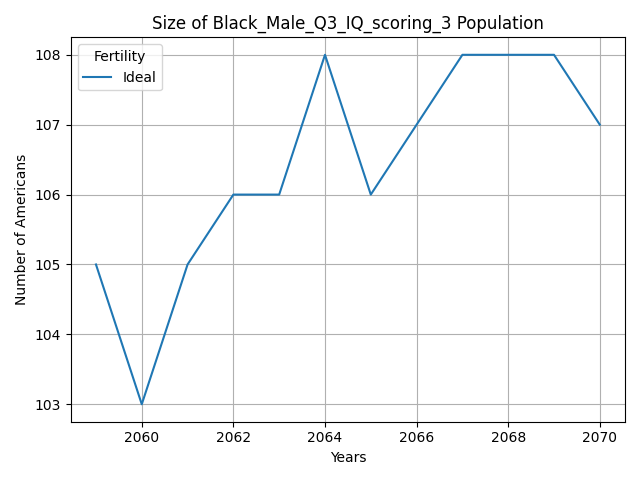 Size of Black_Male_Q3_IQ_scoring_3 Population
108
107
106
105
104
103
Number of Americans
Fertility
Ideal
2060 2062 2064 2066 2068 2070
Years